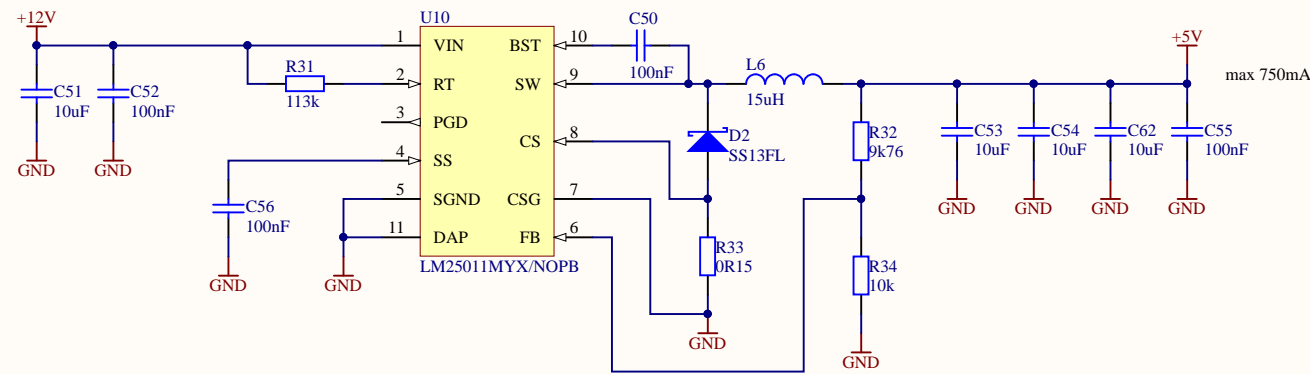 +12V
U10
C50
100nF
+5V
max 750mA
1
VIN
BST
10
R31
113k
2
RT
SW
9
L6
15uH
C51
10uF
C52
100nF
3
PGD
CS
8
D2
SS13FL
R32
9k76
C53
10uF
C54
10uF
C62
10uF
C55
100nF
GND
GND
4
SS
C56
100nF
5
SGND
CSG
7
GND
GND
GND
GND
11
DAP
FB
6
LM25011MYX/NOPB
R33
0R15
R34
10k
GND
GND
GND
GND